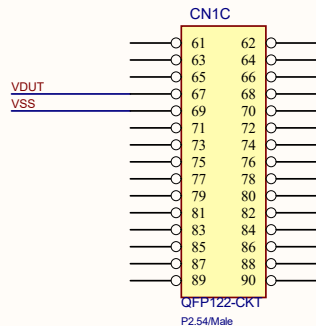 CN1C
61 62
63 64
65 66
VDUT 67 68
VSS 69 70
71 72
73 74
75 76
77 78
79 80
81 82
83 84
85 86
87 88
89 90
QFP122-CKT
P2.54/Male